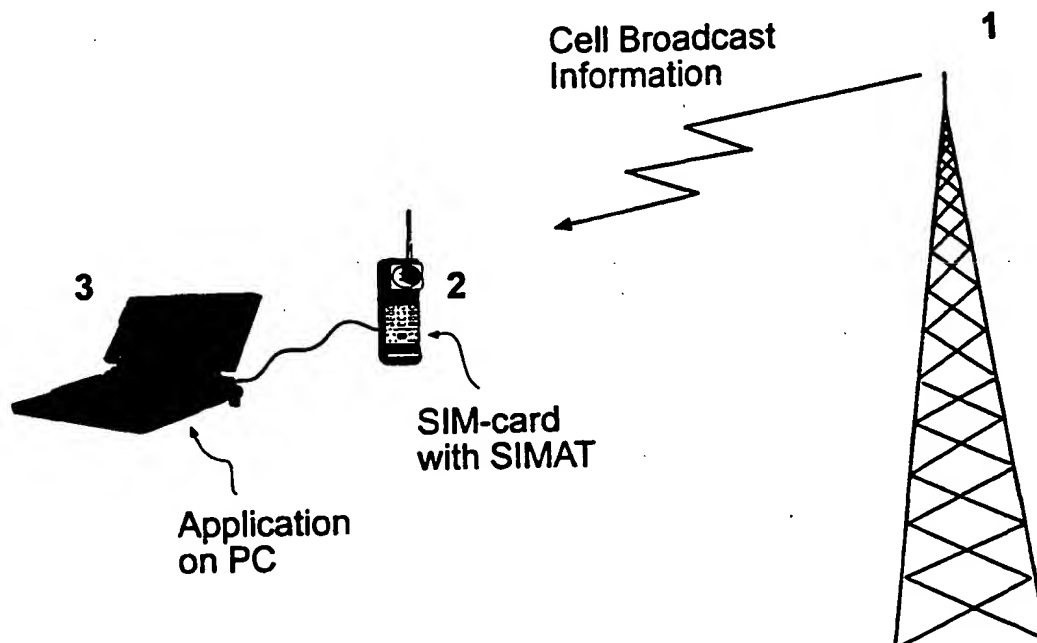 Cell Broadcast
Information
1
3
2
SIM-card
with SIMAT
Application
on PC